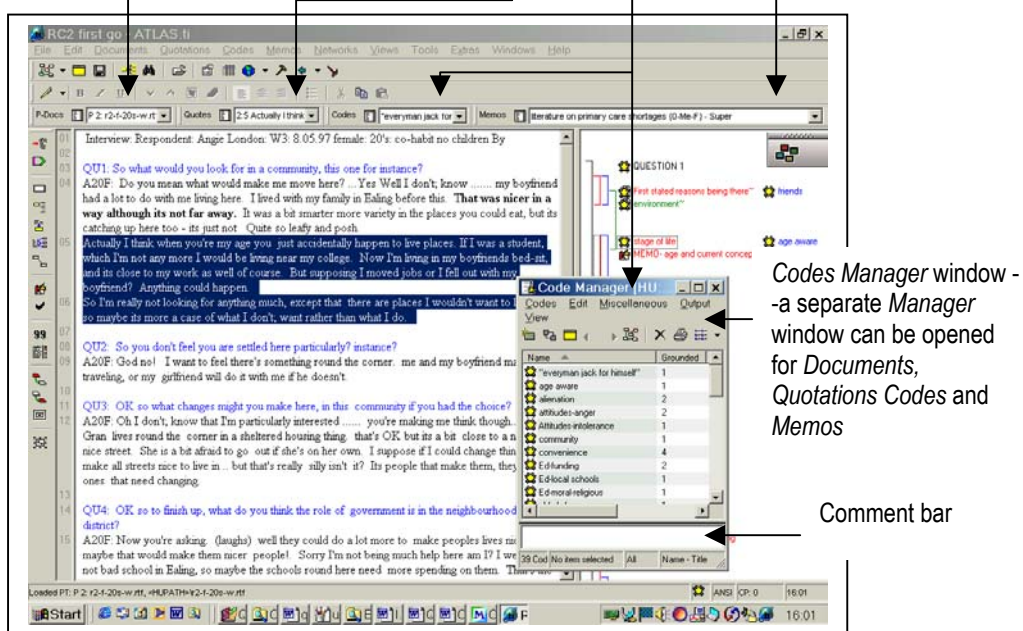 RC2 first go - ATLAS.ti
File Edit Documents Quotations Codes Memos Networks Views Tools Extras Windows Help
P-Docs P 2: r2-f-20s-w.rt Quotes 2:5 Actually I think Codes "everyman jack for Memos literature on primary care shortages (0-Me-F) - Super
01 Interview: Respondent: Angie London: W3: 8.05.97 female: 20's: co-habit no children By
02
03 QU1: So what would you look for in a community, this one for instance?
04 A20F: Do you mean what would make me move here? ... Yes Well I don't; know ....... my boyfriend
had a lot to do with me living here. I lived with my family in Ealing before this. That was nicer in a
way although its not far away. It was a bit smarter more variety in the places you could eat, but its
catching up here too - its just not Quite so leafy and posh.
05 Actually I think when you're my age you just accidentally happen to live places. If I was a student,
which I'm not any more I would be living near my college. Now I'm living in my boyfriends bed-sit,
and its close to my work as well of course. But supposing I moved jobs or I fell out with my
boyfriend? Anything could happen.
06 So I'm really not looking for anything much, except that there are places I wouldn't want to
so maybe its more a case of what I don't; want rather than what I do.
07
08 QU2: So you don't feel you are settled here particularly? instance?
09 A20F: God no! I want to feel there's something round the corner. me and my boyfriend
traveling, or my girlfriend will do it with me if he doesn't.
10
11 QU3: OK so what changes might you make here, in this community if you had the choice?
12 A20F: Oh I don't, know that I'm particularly interested ...... you're making me think though..
Gran lives round the corner in a sheltered housing thing. that's OK but its a bit close to a
nice street. She is a bit afraid to go out if she's on her own. I suppose if I could change
make all streets nice to live in .. but that's really silly isn't it? Its people that make them,
ones that need changing.
13
14 QU4: OK so to finish up, what do you think the role of government is in the neighbourhood
district?
15 A20F: Now you're asking. (laughs) well they could do a lot more to make peoples lives
maybe that would make them nicer people!. Sorry I'm not being much help here am I? I
not bad school in Ealing, so maybe the schools round here need more spending on them.
QUESTION 1
First stated reasons being there~ friends
environment~
stage of life age aware
MEMO- age and current concep
Code Manager [HU:
Codes Edit Miscellaneous Output
View
Name Grounded
"everyman jack for himself" 1
age aware 1
alienation 2
attitudes-anger 2
Attitudes-intolerance 1
community 1
convenience 4
Ed-funding 2
Ed-local schools 1
Ed-moral-religious 1
39 Cod No item selected All Name - Title
Loaded PT: P 2: r2-f-20s-w.rtf, =HUPATH=\r2-f-20s-w.rtf ANSI CP: 0 16:01
Start 16:01
Codes Manager window -
-a separate Manager
window can be opened
for Documents,
Quotations Codes and
Memos
Comment bar